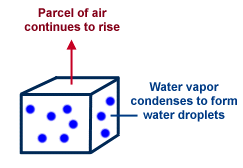 Parcel of air
continues to rise
Water vapor
condenses to form
water droplets